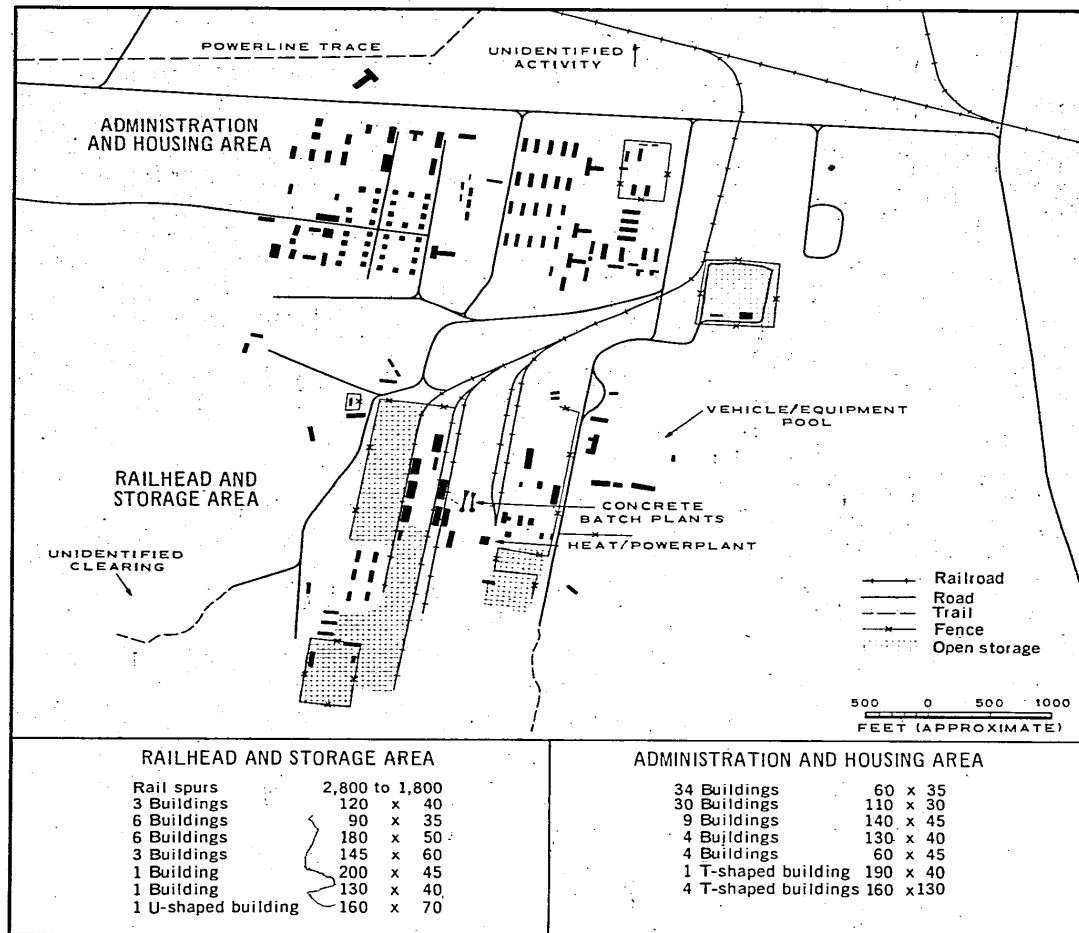 POWERLINE TRACE
UNIDENTIFIED
ACTIVITY
ADMINISTRATION
AND HOUSING AREA
VEHICLE/EQUIPMENT
POOL
RAILHEAD AND
STORAGE AREA
CONCRETE
BATCH PLANTS
HEAT/POWERPLANT
UNIDENTIFIED
CLEARING
Railroad
Road
Trail
Fence
Open storage
500 0 500 1000
FEET (APPROXIMATE)
RAILHEAD AND STORAGE AREA
Rail spurs 2,800 to 1,800
3 Buildings 120 x 40
6 Buildings 90 x 35
6 Buildings 180 x 50
3 Buildings 145 x 60
1 Building 200 x 45
1 Building 130 x 40
1 U-shaped building 160 x 70
ADMINISTRATION AND HOUSING AREA
34 Buildings 60 x 35
30 Buildings 110 x 30
9 Buildings 140 x 45
4 Buildings 130 x 40
4 Buildings 60 x 45
1 T-shaped building 190 x 40
4 T-shaped buildings 160 x 130